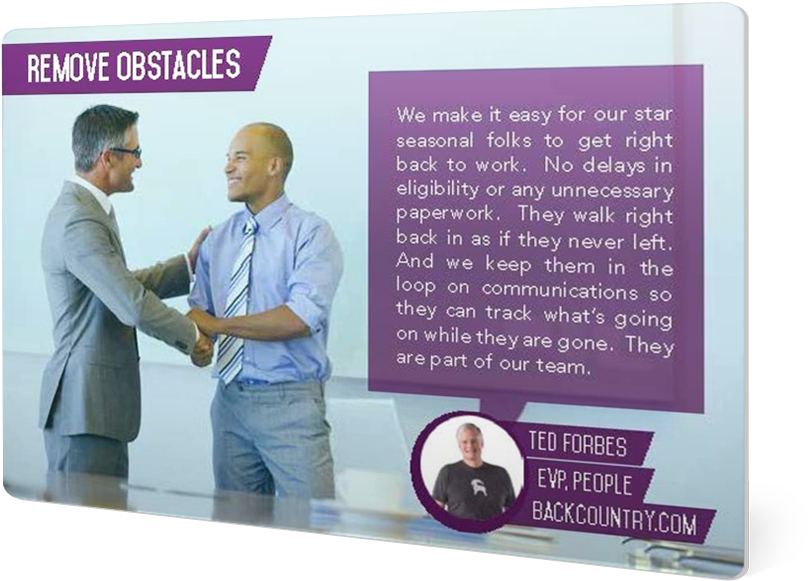 REMOVE OBSTACLES
We make it easy for our star
seasonal folks to get right
back to work. No delays in
eligibility or any unnecessary
paperwork. They walk right
back in as if they never left.
And we keep them in the
loop on communications so
they can track what's going
on while they are gone. They
are part of our team.
TED FORBES
EVP, PEOPLE
BACKCOUNTRY.COM